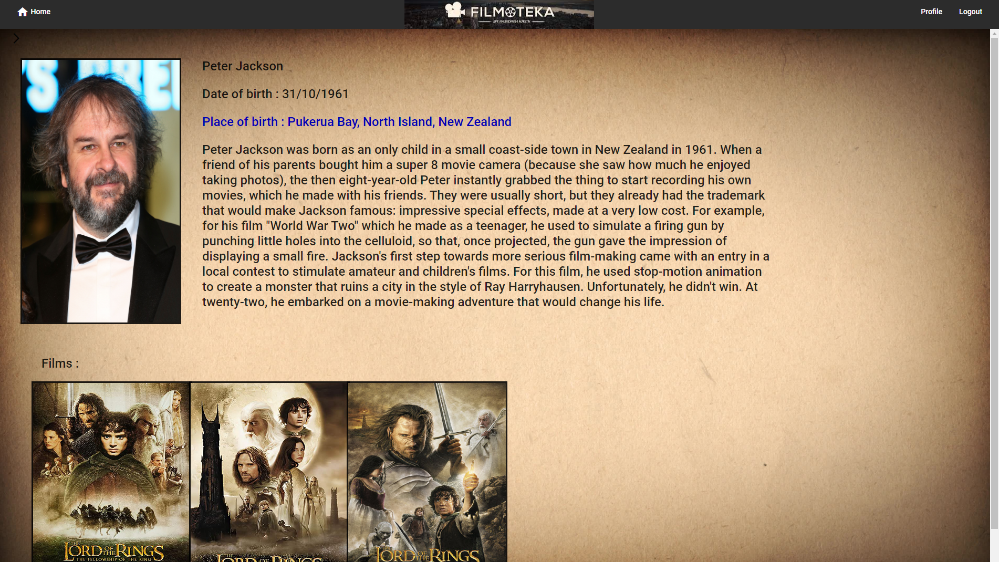 Home
FILMOTEKA
SVE NA JEDNOM MJESTU
Profile
Logout
Peter Jackson
Date of birth : 31/10/1961
Place of birth : Pukerua Bay, North Island, New Zealand
Peter Jackson was born as an only child in a small coast-side town in New Zealand in 1961. When a
friend of his parents bought him a super 8 movie camera (because she saw how much he enjoyed
taking photos), the then eight-year-old Peter instantly grabbed the thing to start recording his own
movies, which he made with his friends. They were usually short, but they already had the trademark
that would make Jackson famous: impressive special effects, made at a very low cost. For example,
for his film "World War Two" which he made as a teenager, he used to simulate a firing gun by
punching little holes into the celluloid, so that, once projected, the gun gave the impression of
displaying a small fire. Jackson's first step towards more serious film-making came with an entry in a
local contest to stimulate amateur and children's films. For this film, he used stop-motion animation
to create a monster that ruins a city in the style of Ray Harryhausen. Unfortunately, he didn't win. At
twenty-two, he embarked on a movie-making adventure that would change his life.
Films :
THE
LORD OF THE RINGS
THE FELLOWSHIP OF THE RING
THE
LORD OF THE RINGS
THE
LORD OF THE RINGS